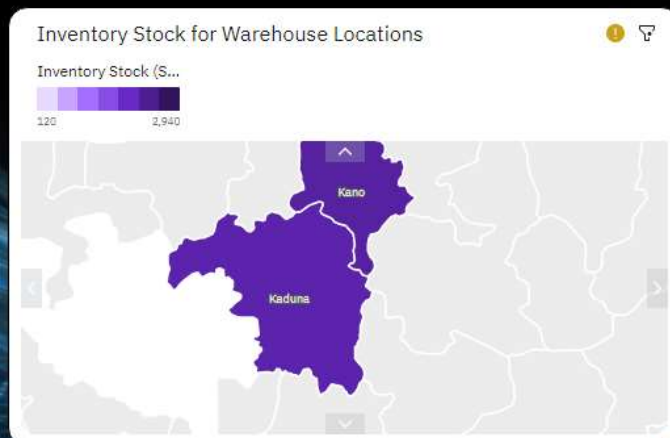 Inventory Stock for Warehouse Locations
Inventory Stock (S...
120 2,940
Kano
Kaduna